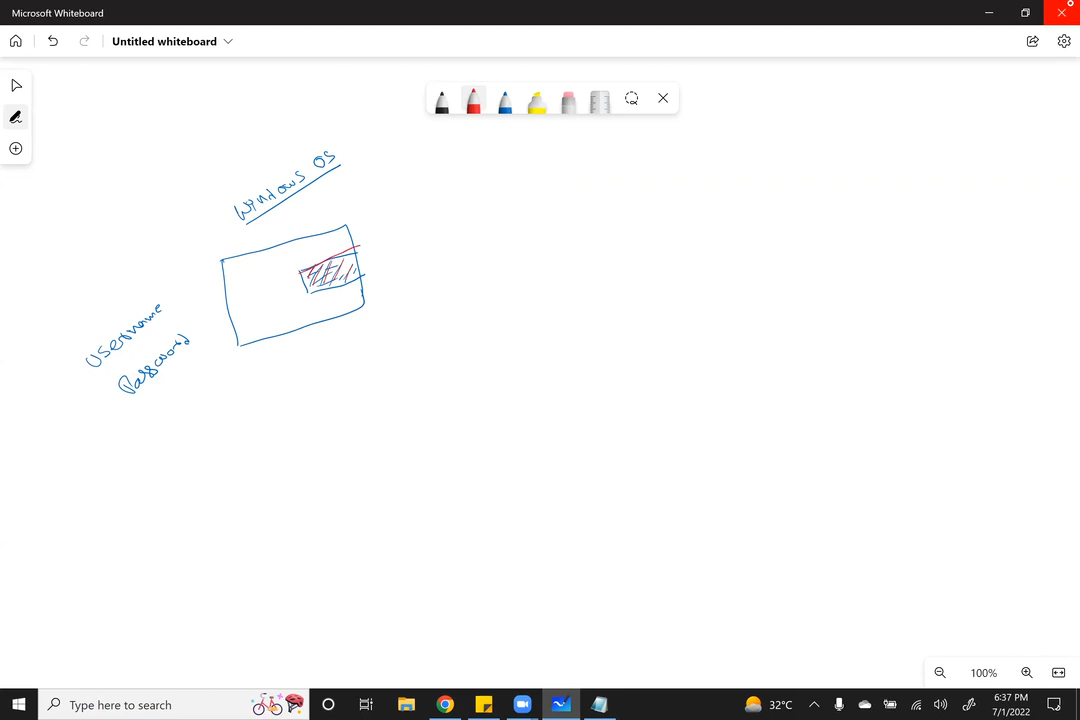 Microsoft Whiteboard
Untitled whiteboard
Windows OS
Username
Password
100%
Type here to search
32°C
6:37 PM
7/1/2022